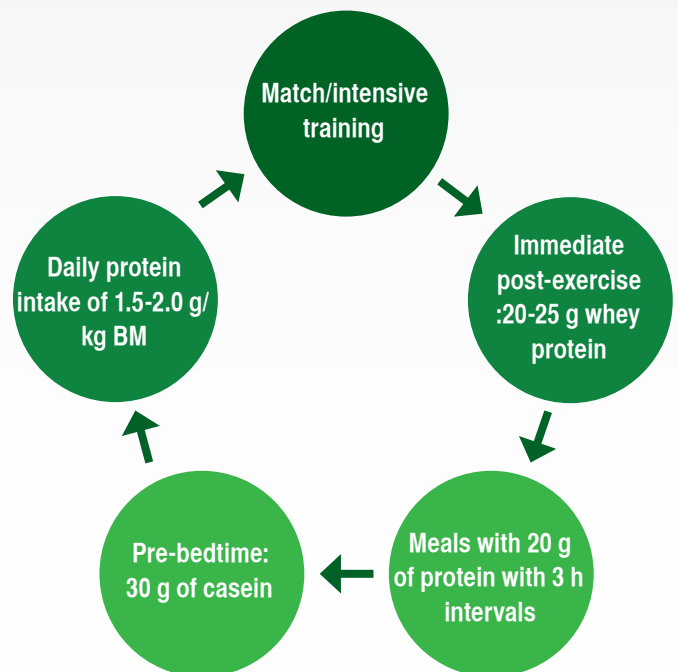 Match/intensive
training
Immediate
post-exercise
:20-25 g whey
protein
Meals with 20 g
of protein with 3 h
intervals
Pre-bedtime:
30 g of casein
Daily protein
intake of 1.5-2.0 g/
kg BM